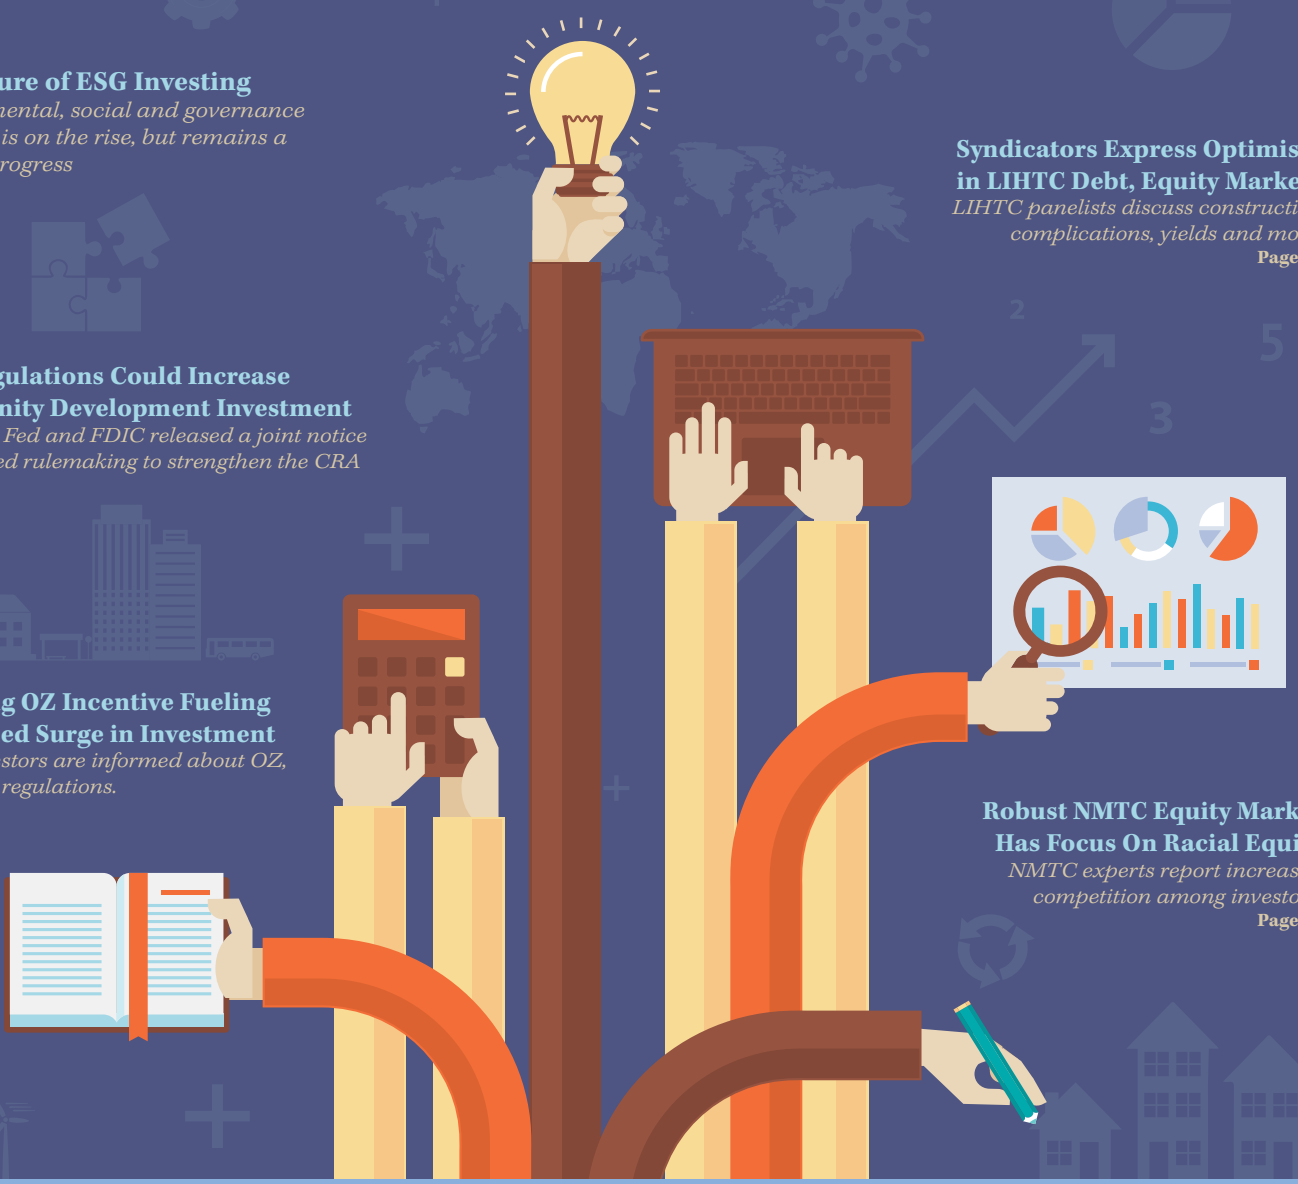 ure of ESG Investing
mental, social and governance
is on the rise, but remains a
rogress
Syndicators Express Optimis
in LIHTC Debt, Equity Marke
LIHTC panelists discuss constructi
complications, yields and mo
Page
2
5
3
gulations Could Increase
nity Development Investment
Fed and FDIC released a joint notice
ed rulemaking to strengthen the CRA
g OZ Incentive Fueling
ed Surge in Investment
estors are informed about OZ,
regulations.
Robust NMTC Equity Mark
Has Focus On Racial Equi
NMTC experts report increas
competition among investo
Page